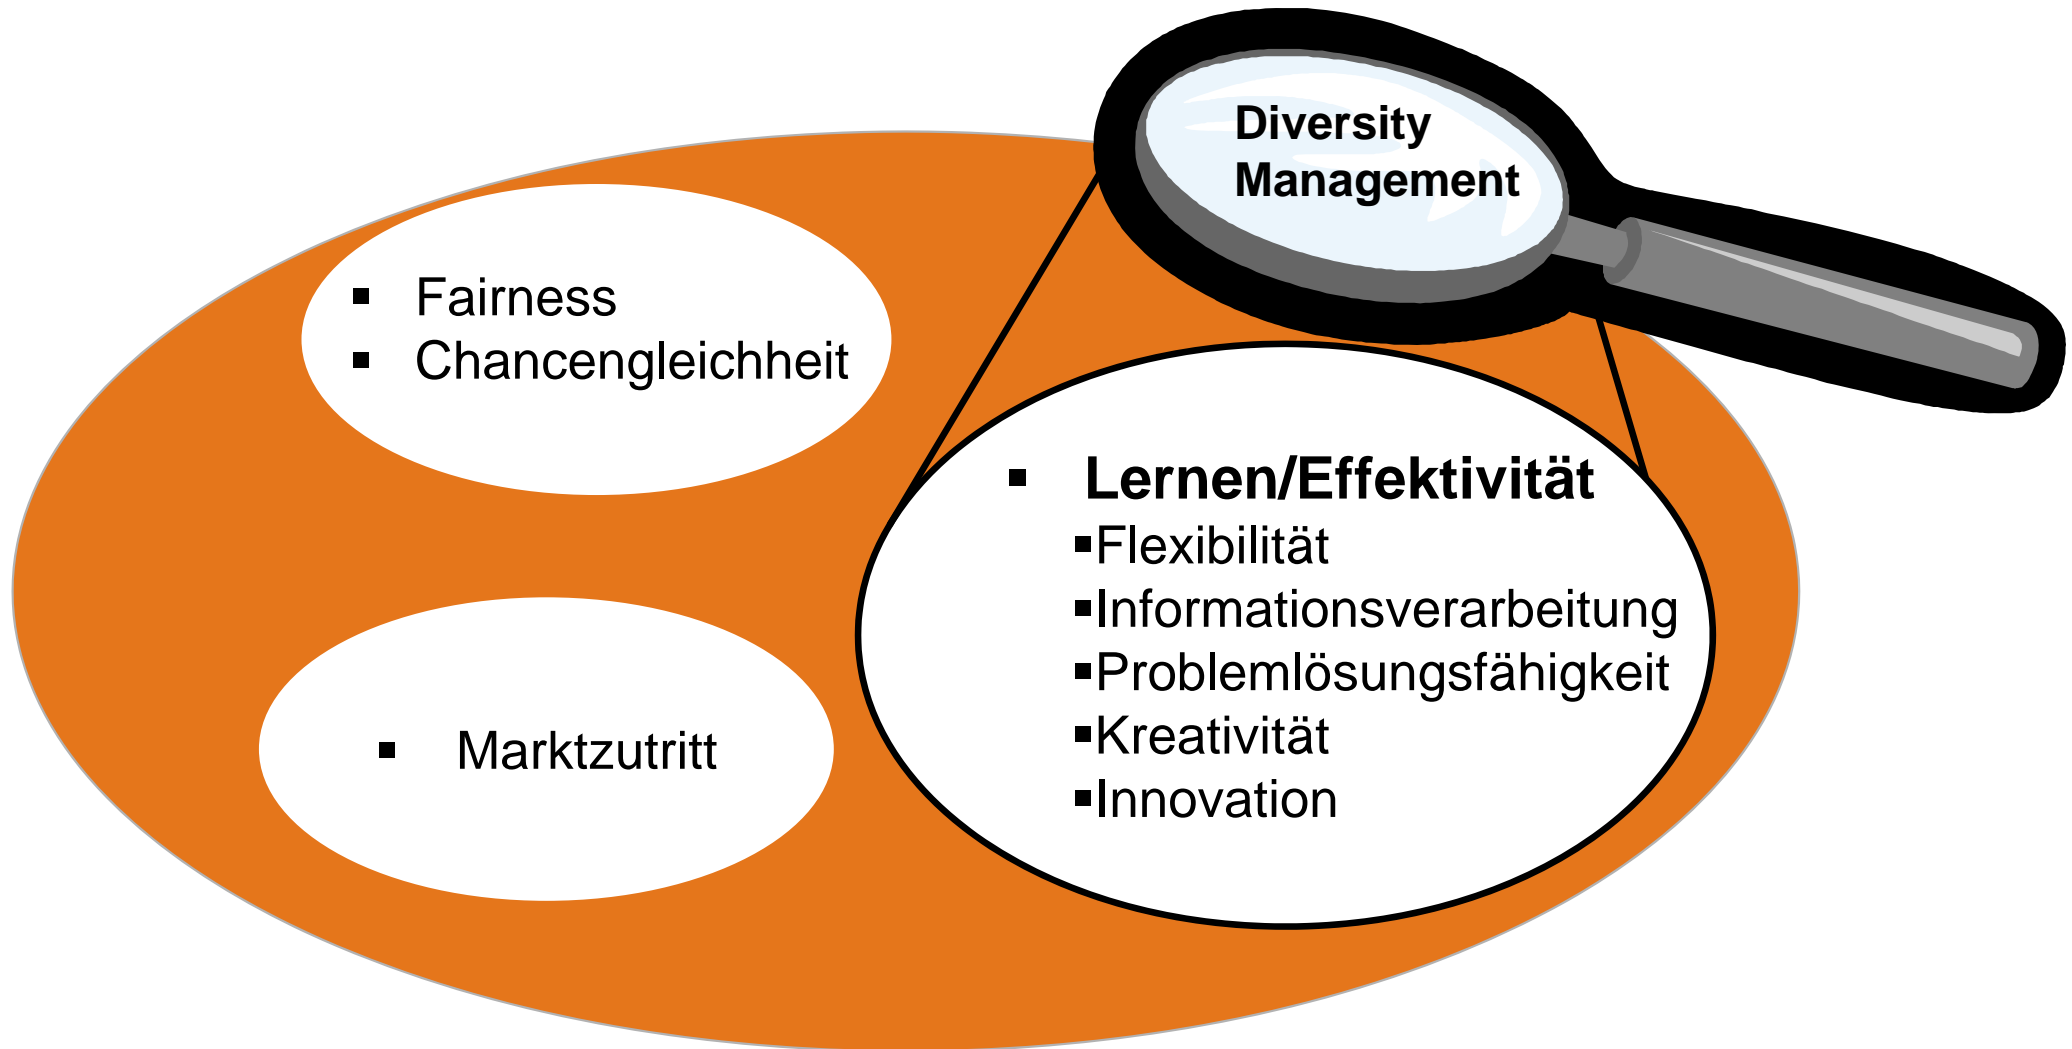 Diversity
Management
▪ Fairness
▪ Chancengleichheit
▪ Lernen/Effektivität
▪Flexibilität
▪Informationsverarbeitung
▪Problemlösungsfähigkeit
▪Kreativität
▪Innovation
▪ Marktzutritt